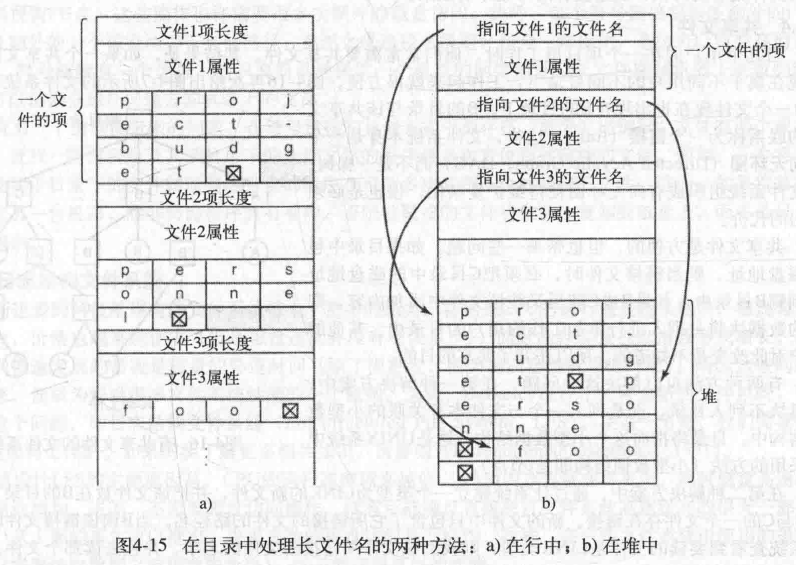 文件1项长度
文件1属性
一个文
件的项
p r o j
e c t -
b u d g
e t ☒
文件2项长度
文件2属性
p e r s
o n n e
l ☒
文件3项长度
文件3属性
f o o ☒
a)
指向文件1的文件名
文件1属性
一个文件的项
指向文件2的文件名
文件2属性
指向文件3的文件名
文件3属性
p r o j
e c t -
b u d g
e t ☒ p
e r s o
n n e l
☒ f o o
☒
堆
b)
图4-15 在目录中处理长文件名的两种方法：a) 在行中；b) 在堆中